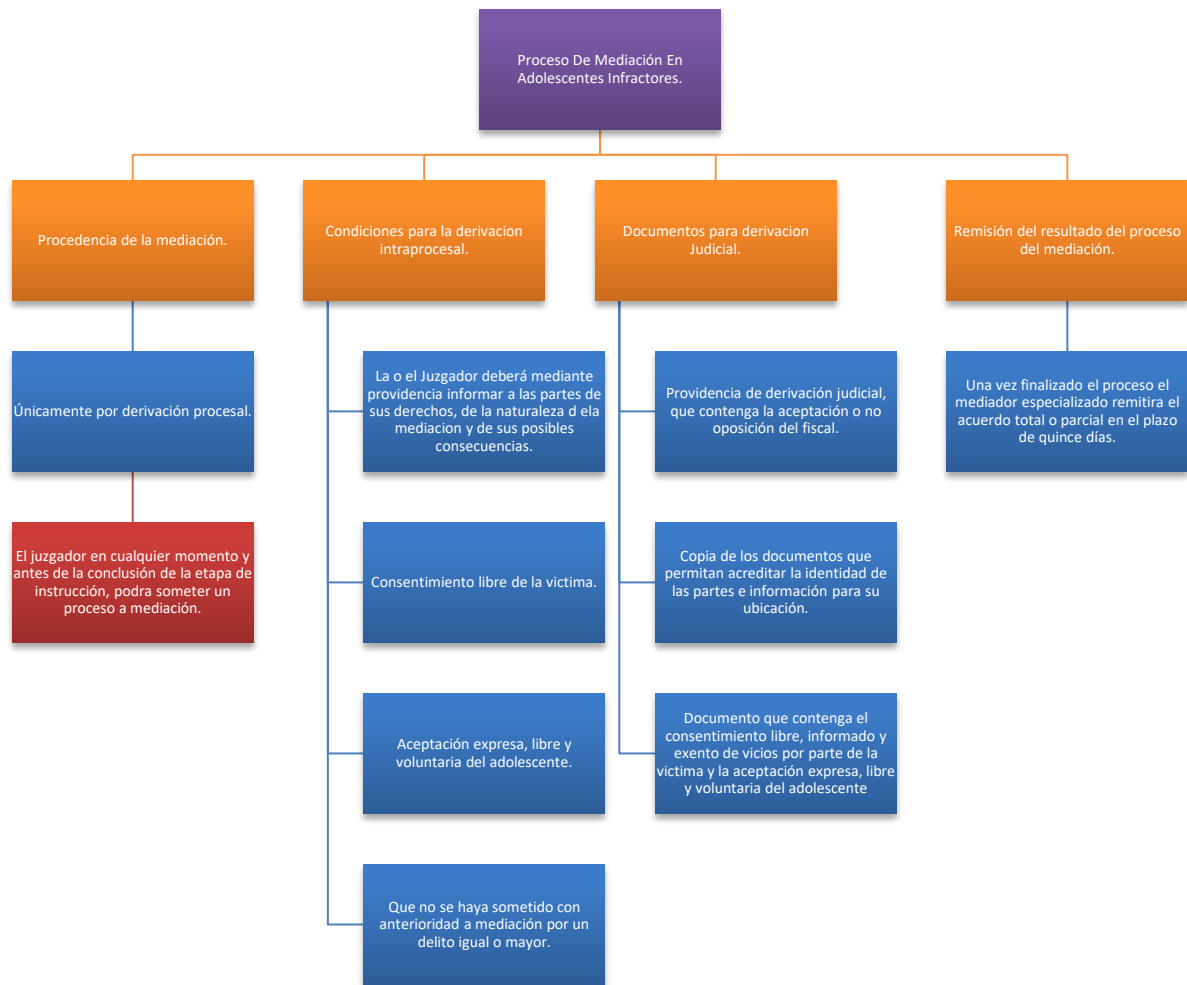 Proceso De Mediación En
Adolescentes Infractores.
Procedencia de la mediación.
Únicamente por derivación procesal.
El juzgador en cualquier momento y
antes de la conclusión de la etapa de
instrucción, podra someter un
proceso a mediación.
Condiciones para la derivacion
intraprocesal.
La o el Juzgador deberá mediante
providencia informar a las partes
de sus derechos, de la naturaleza d ela
mediacion y de sus posibles
consecuencias.
Consentimiento libre de la victima.
Aceptación expresa, libre y
voluntaria del adolescente.
Que no se haya sometido con
anterioridad a mediación por un
delito igual o mayor.
Documentos para derivacion
Judicial.
Providencia de derivación judicial,
que contenga la aceptación o no
oposición del fiscal.
Copia de los documentos que
permitan acreditar la identidad de
las partes e información para su
ubicación.
Documento que contenga el
consentimiento libre, informado y
exento de vicios por parte de la
victima y la aceptación expresa, libre
y voluntaria del adolescente
Remisión del resultado del proceso
del mediación.
Una vez finalizado el proceso el
mediador especializado remitira el
acuerdo total o parcial en el plazo
de quince días.